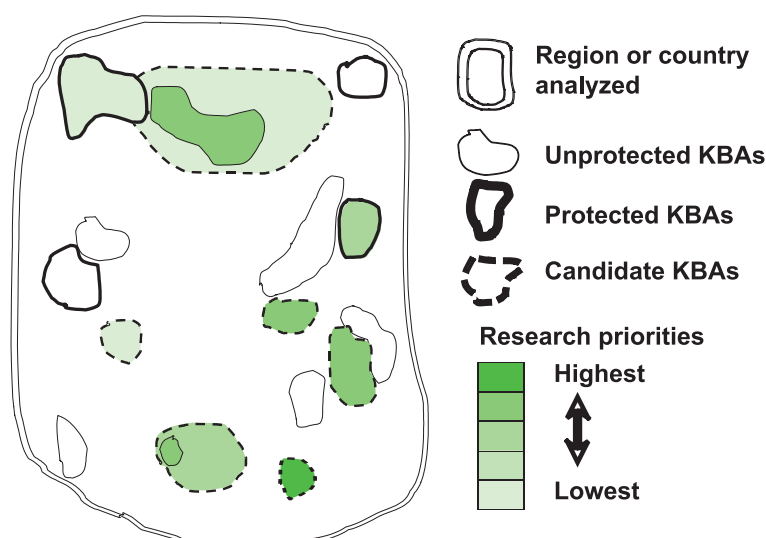 Region or country
analyzed
Unprotected KBAs
Protected KBAs
Candidate KBAs
Research priorities
Highest
Lowest